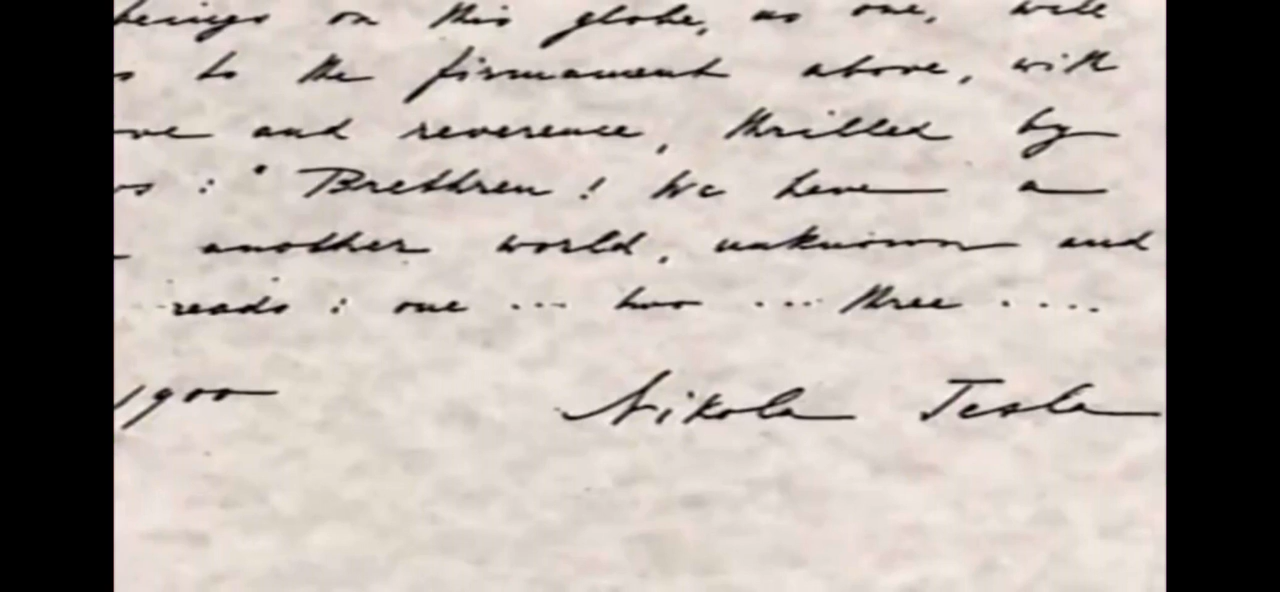 beings on this globe, as one, will
to the firmament above, with
and reverence, thrilled by
: " Brethren ! We have a
another world, unknown and
reads : one ... two ... three ....
1900 Nikola Tesla